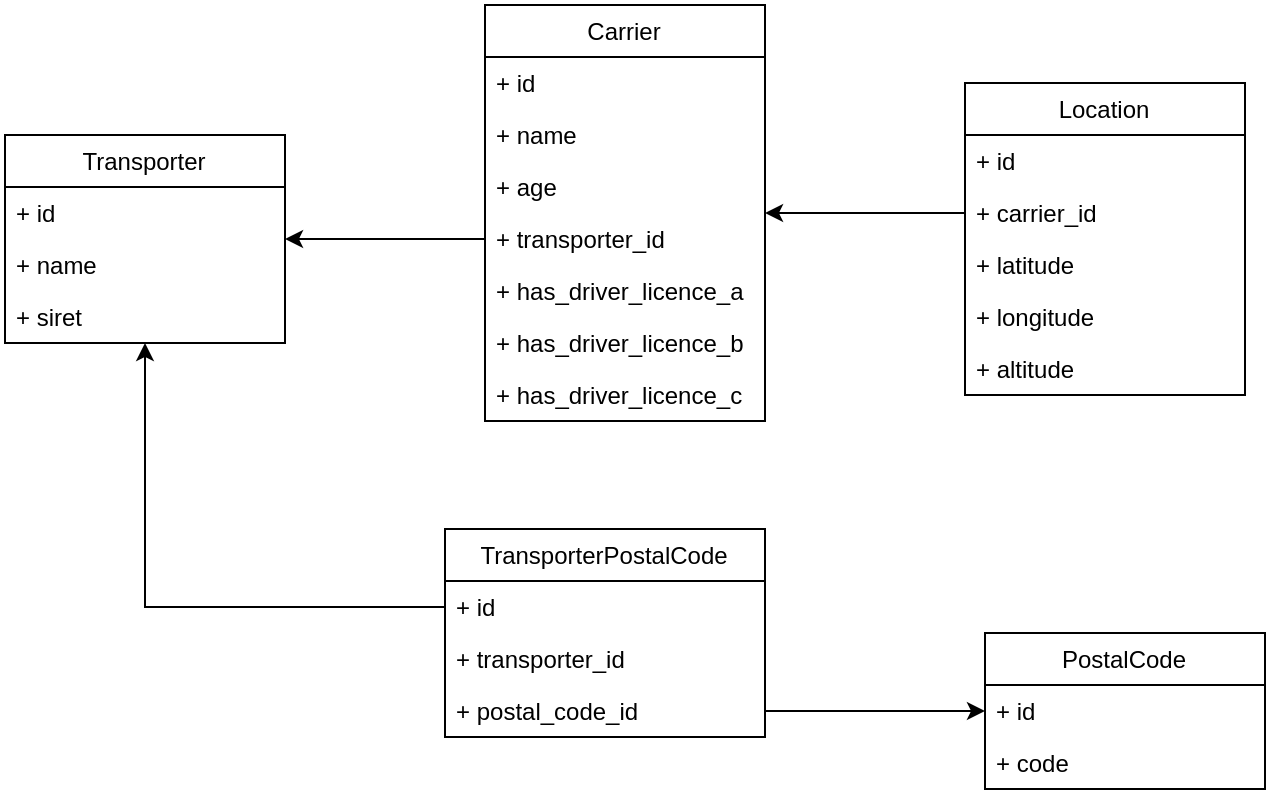 Carrier
+ id
+ name
+ age
+ transporter_id
+ has_driver_licence_a
+ has_driver_licence_b
+ has_driver_licence_c
Location
+ id
+ carrier_id
+ latitude
+ longitude
+ altitude
Transporter
+ id
+ name
+ siret
TransporterPostalCode
+ id
+ transporter_id
+ postal_code_id
PostalCode
+ id
+ code